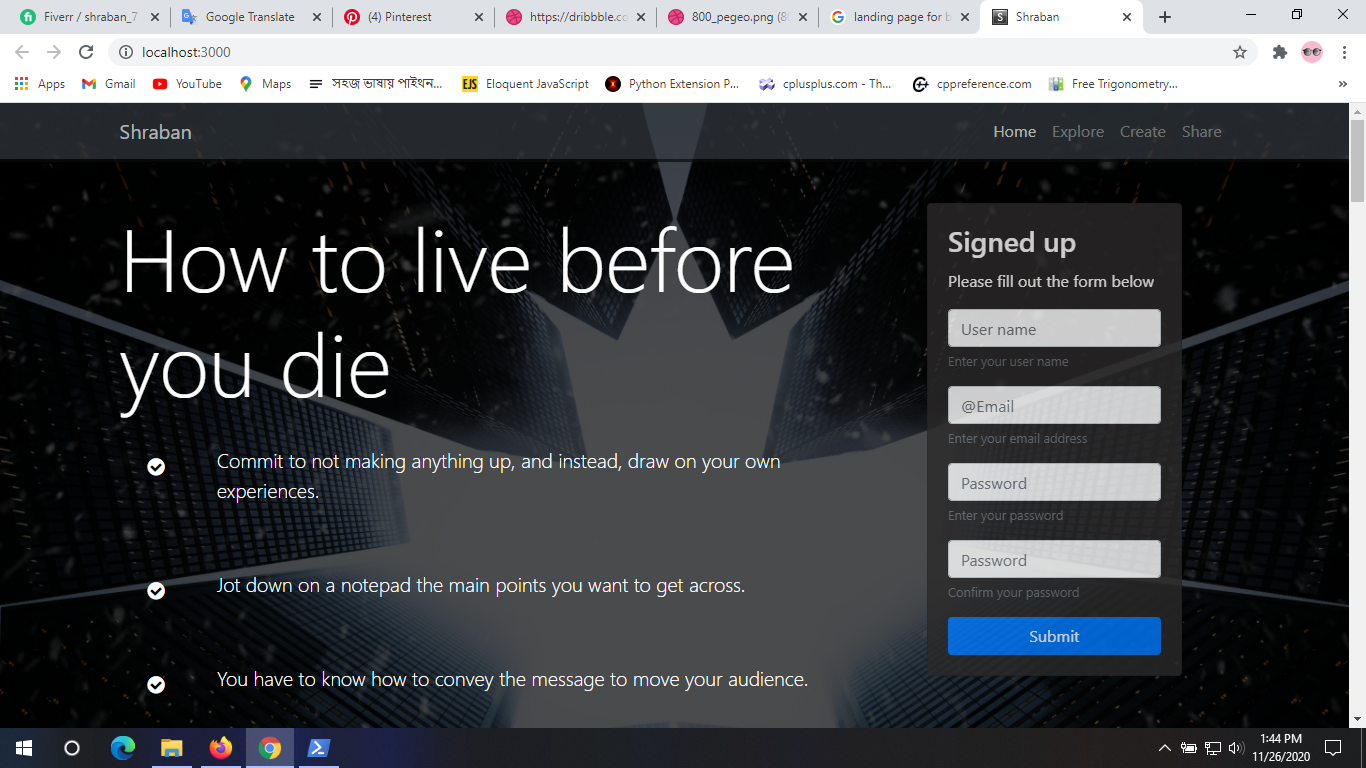 Fiverr / shraban_7
Google Translate
(4) Pinterest
https://dribbble.cc
800_pegeo.png (80
landing page for b
Shraban
localhost:3000
Apps
Gmail
YouTube
Maps
সহজ ভাষায় পাইথন...
EJS Eloquent JavaScript
Python Extension P...
cplusplus.com - Th...
cppreference.com
Free Trigonometry...
Shraban
Home
Explore
Create
Share
How to live before
you die
Commit to not making anything up, and instead, draw on your own
experiences.
Jot down on a notepad the main points you want to get across.
You have to know how to convey the message to move your audience.
Signed up
Please fill out the form below
User name
Enter your user name
@Email
Enter your email address
Password
Enter your password
Password
Confirm your password
Submit
1:44 PM
11/26/2020